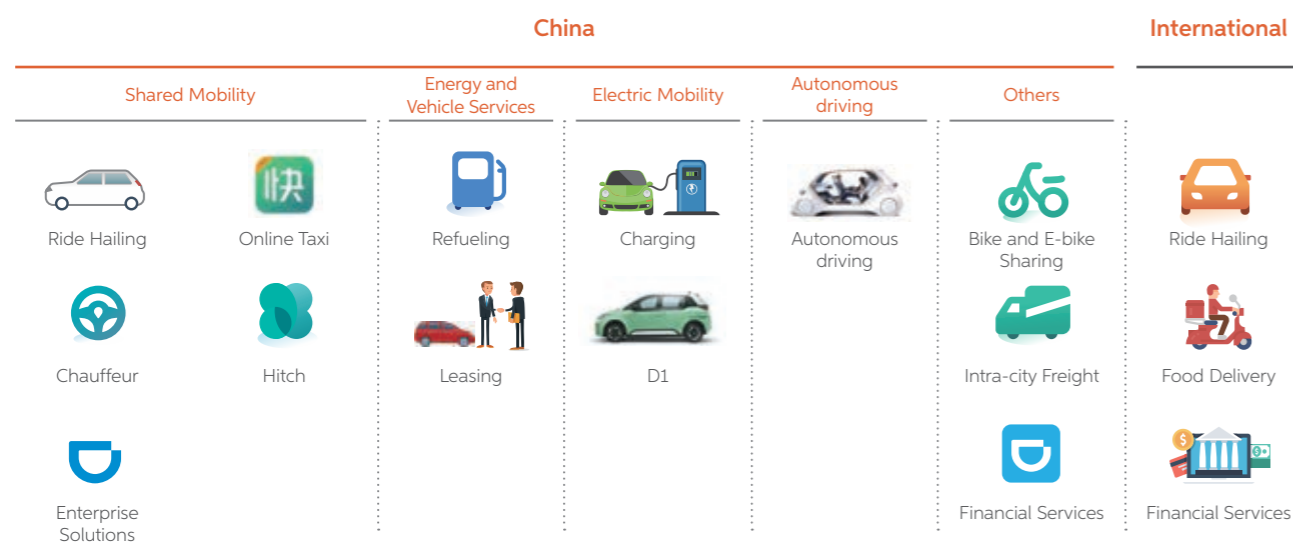 China
International
Shared Mobility
Energy and
Vehicle Services
Electric Mobility
Autonomous
driving
Others
Ride Hailing
快
Online Taxi
Refueling
Charging
Autonomous
driving
Bike and E-bike
Sharing
Ride Hailing
Chauffeur
Hitch
Leasing
D1
Intra-city Freight
Food Delivery
Enterprise
Solutions
Financial Services
Financial Services